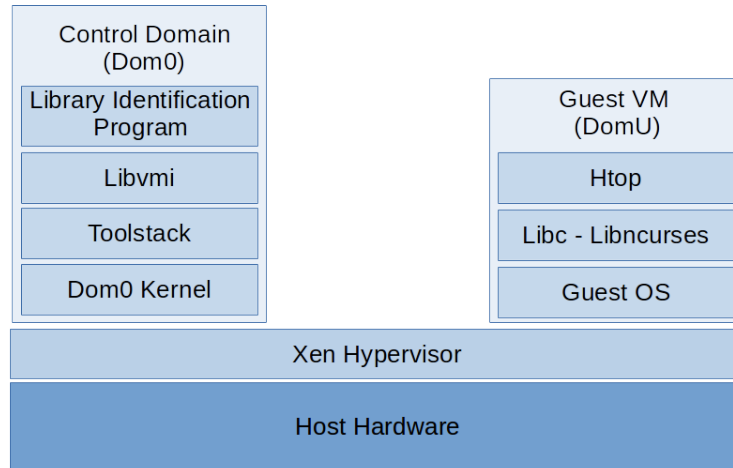 Control Domain
(Dom0)
Library Identification
Program
Libvmi
Toolstack
Dom0 Kernel
Guest VM
(DomU)
Htop
Libc - Libncurses
Guest OS
Xen Hypervisor
Host Hardware